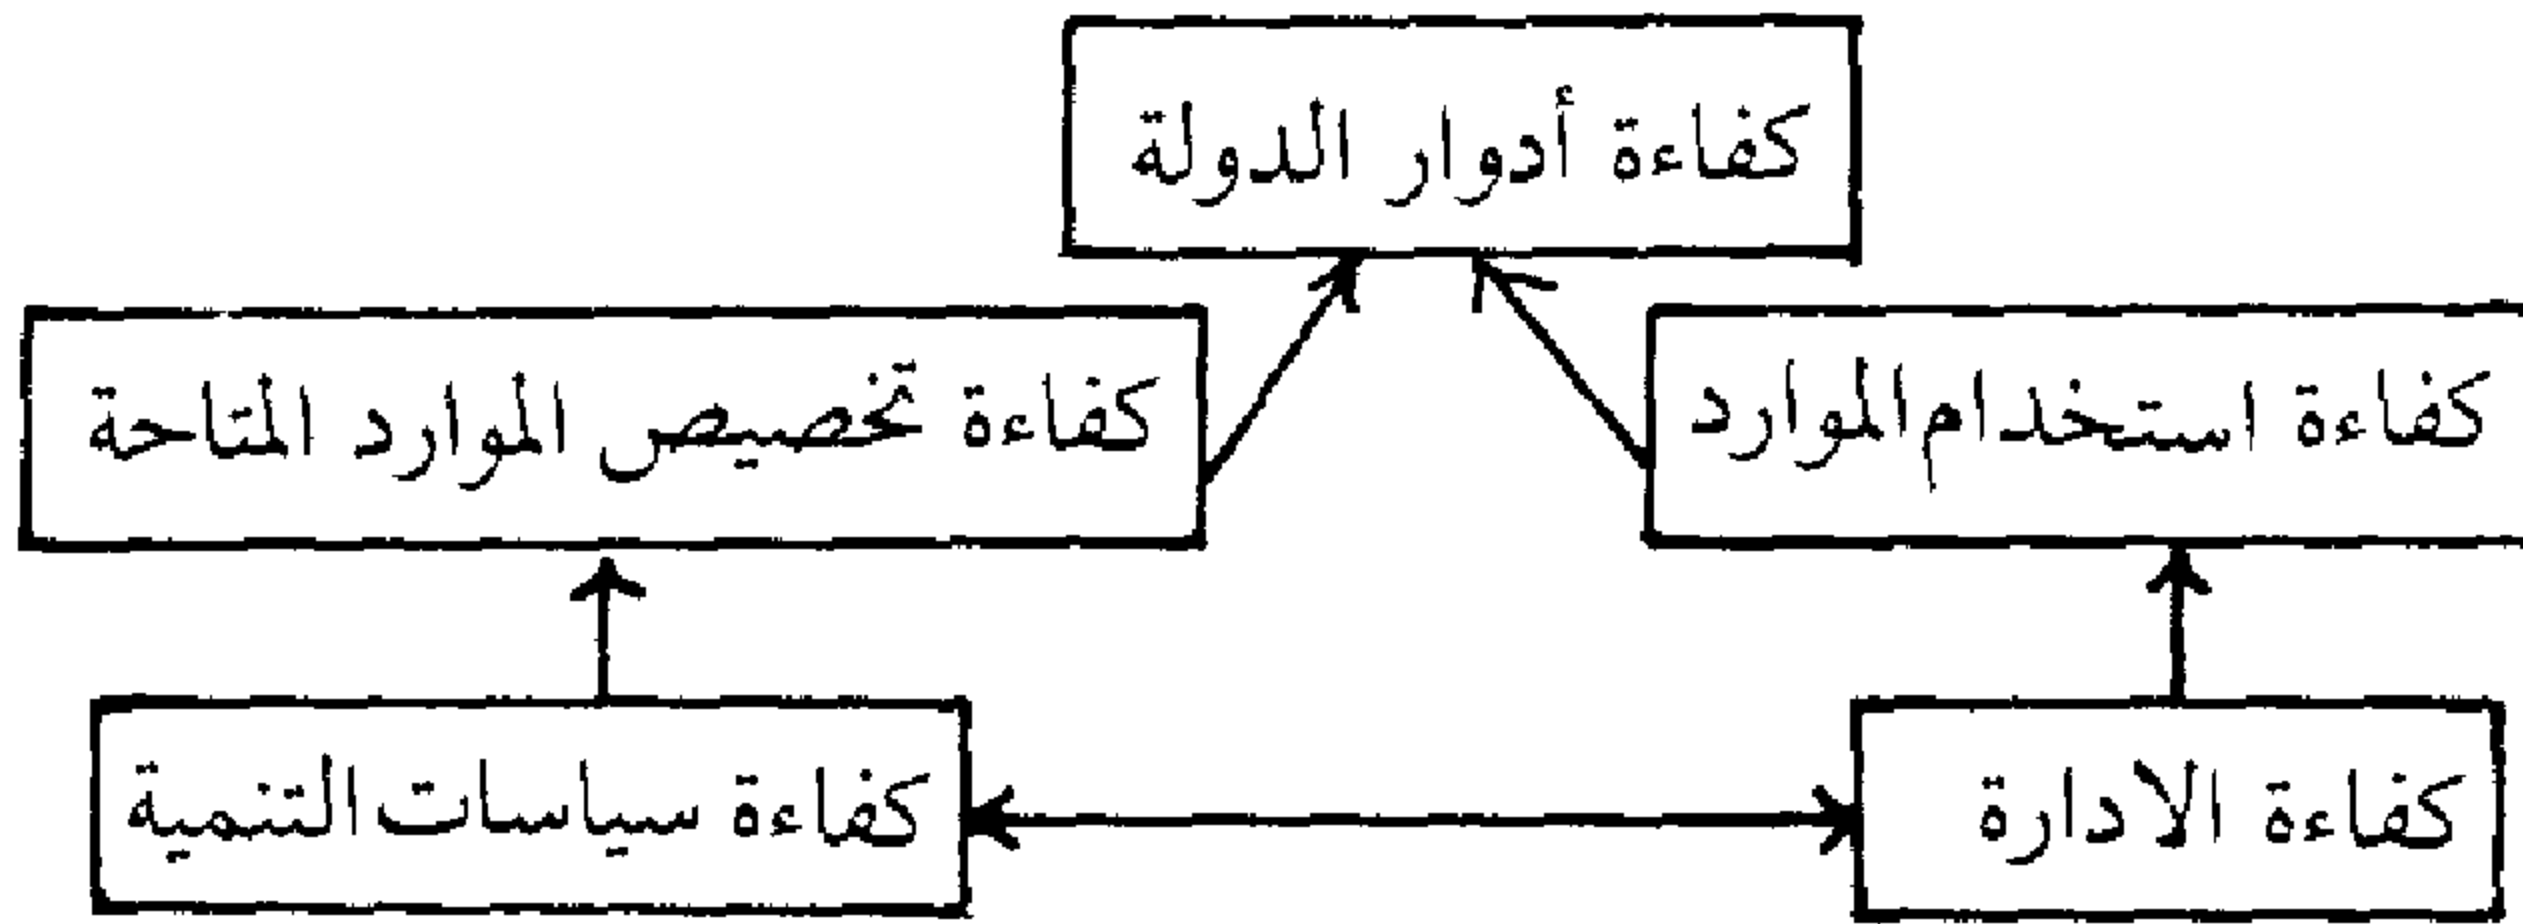 كفاءة أدوار الدولة
كفاءة استخدام الموارد
كفاءة تخصيص الموارد المتاحة
كفاءة الادارة
كفاءة سياسات التنمية